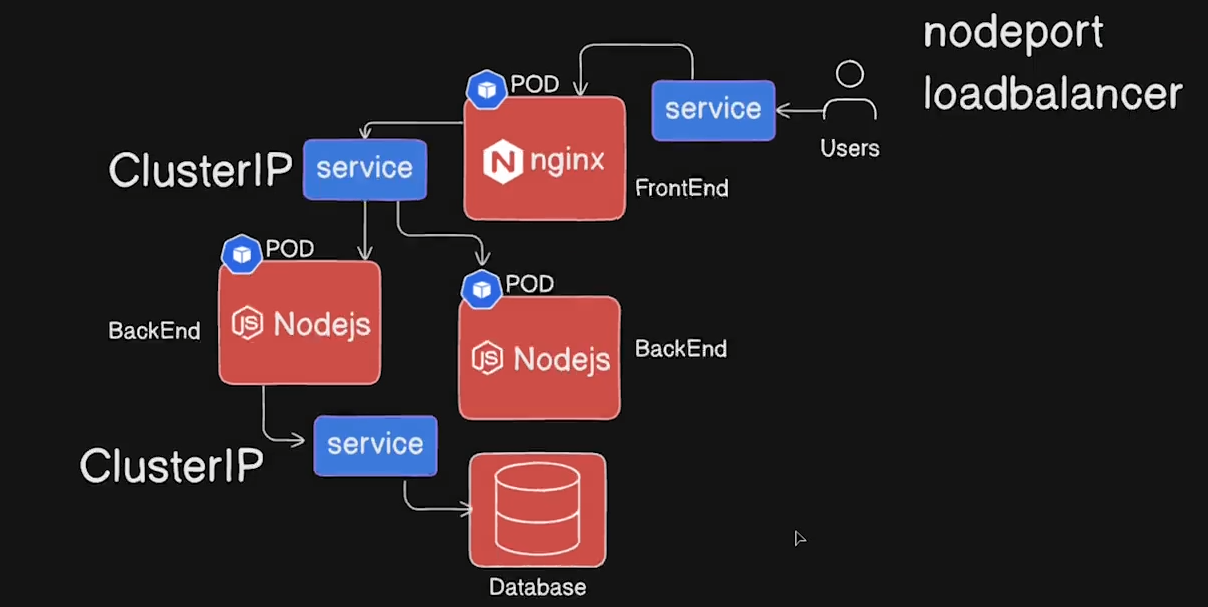 nodeport
loadbalancer
POD
service
Users
nginx
FrontEnd
ClusterIP
service
POD
Nodejs
BackEnd
POD
Nodejs
BackEnd
ClusterIP
service
Database